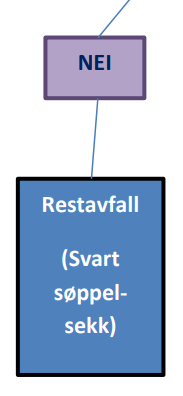 NEI
Restavfall
(Svart
søppel-
sekk)